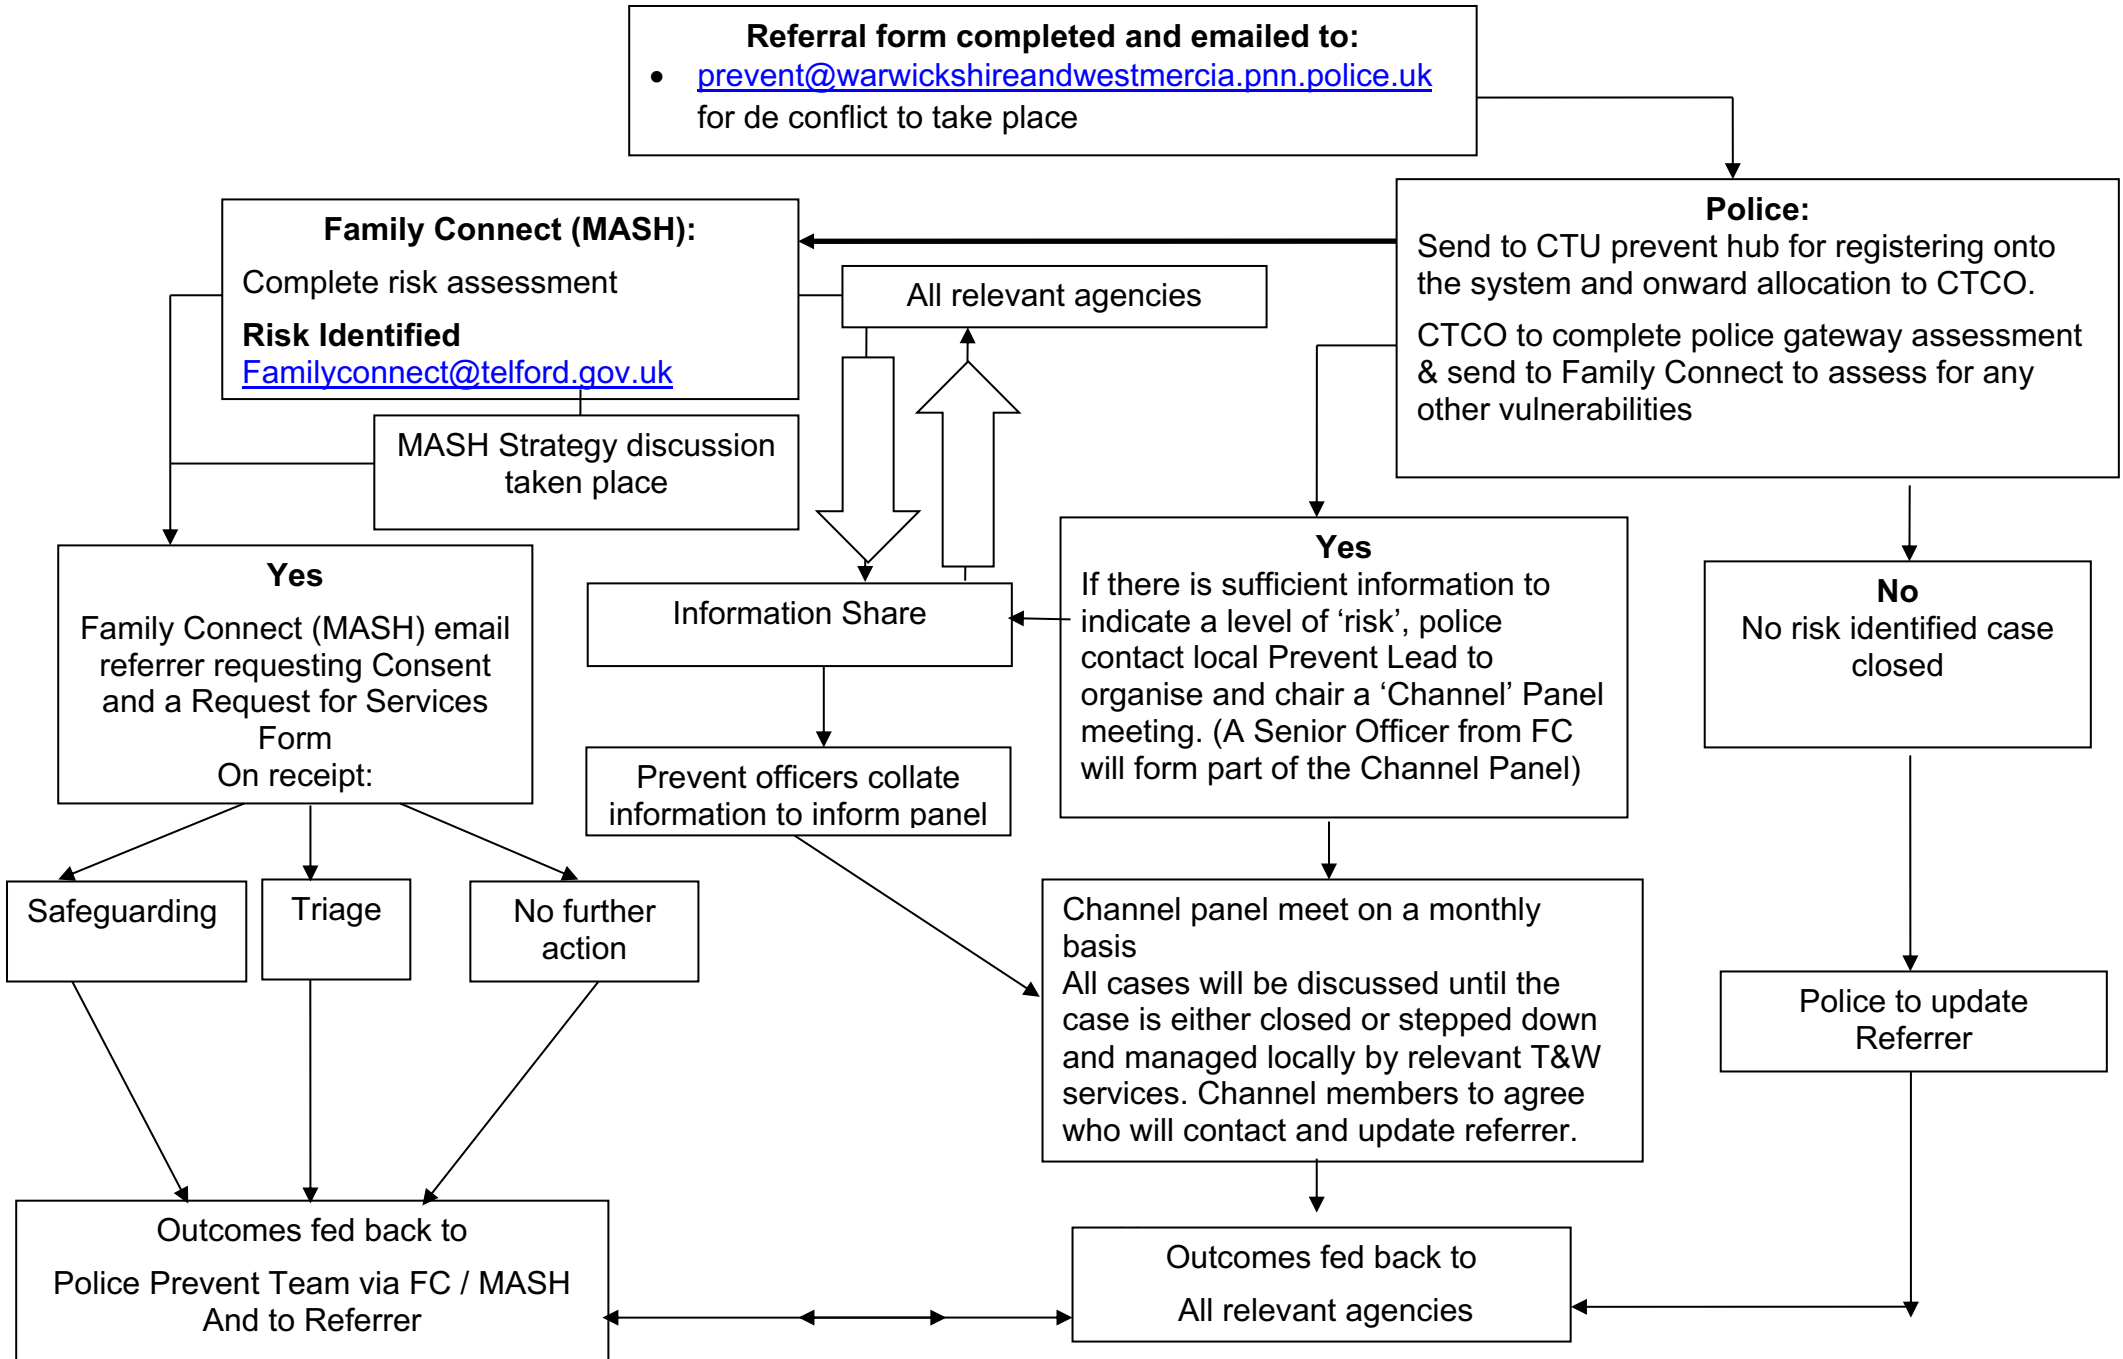 Referral form completed and emailed to:
• prevent@warwickshireandwestmercia.pnn.police.uk
for de conflict to take place
Family Connect (MASH):
Complete risk assessment
Risk Identified
Familyconnect@telford.gov.uk
All relevant agencies
Police:
Send to CTU prevent hub for registering onto
the system and onward allocation to CTCO.
CTCO to complete police gateway assessment
& send to Family Connect to assess for any
other vulnerabilities
MASH Strategy discussion
taken place
Yes
Family Connect (MASH) email
referrer requesting Consent
and a Request for Services
Form
On receipt:
Information Share
Yes
If there is sufficient information to
indicate a level of ‘risk’, police
contact local Prevent Lead to
organise and chair a ‘Channel’ Panel
meeting. (A Senior Officer from FC
will form part of the Channel Panel)
No
No risk identified case
closed
Prevent officers collate
information to inform panel
Safeguarding
Triage
No further
action
Channel panel meet on a monthly
basis
All cases will be discussed until the
case is either closed or stepped down
and managed locally by relevant T&W
services. Channel members to agree
who will contact and update referrer.
Police to update
Referrer
Outcomes fed back to
Police Prevent Team via FC / MASH
And to Referrer
Outcomes fed back to
All relevant agencies